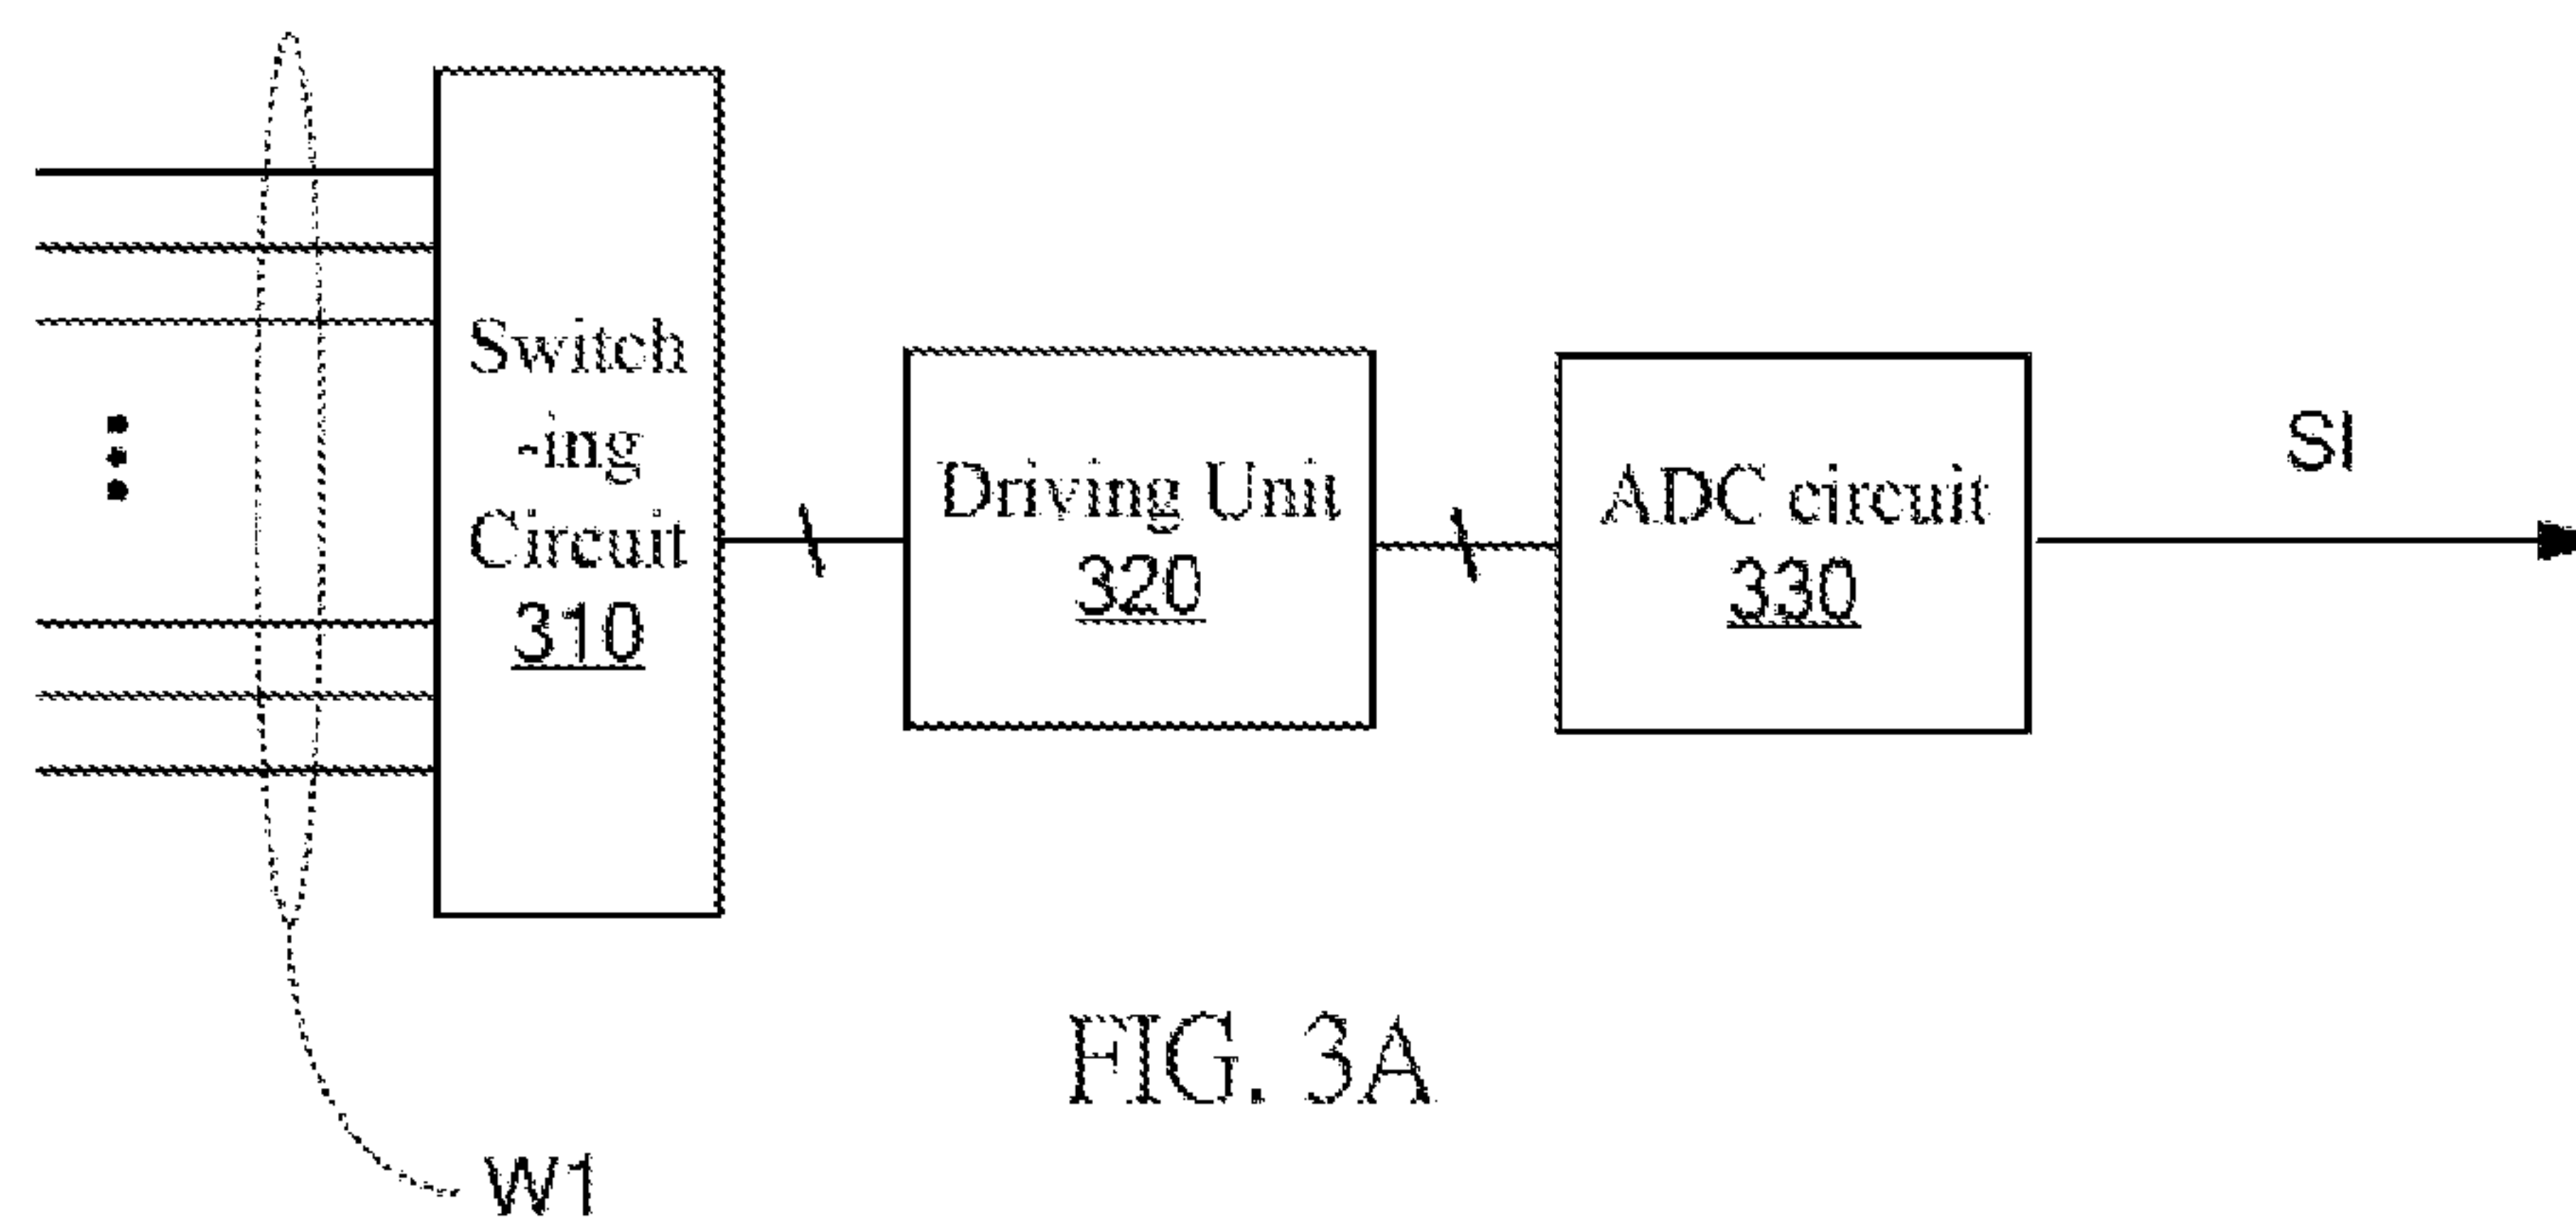 Switch
-ing
Circuit
310
Driving Unit
320
ADC circuit
330
SI
FIG. 3A
W1